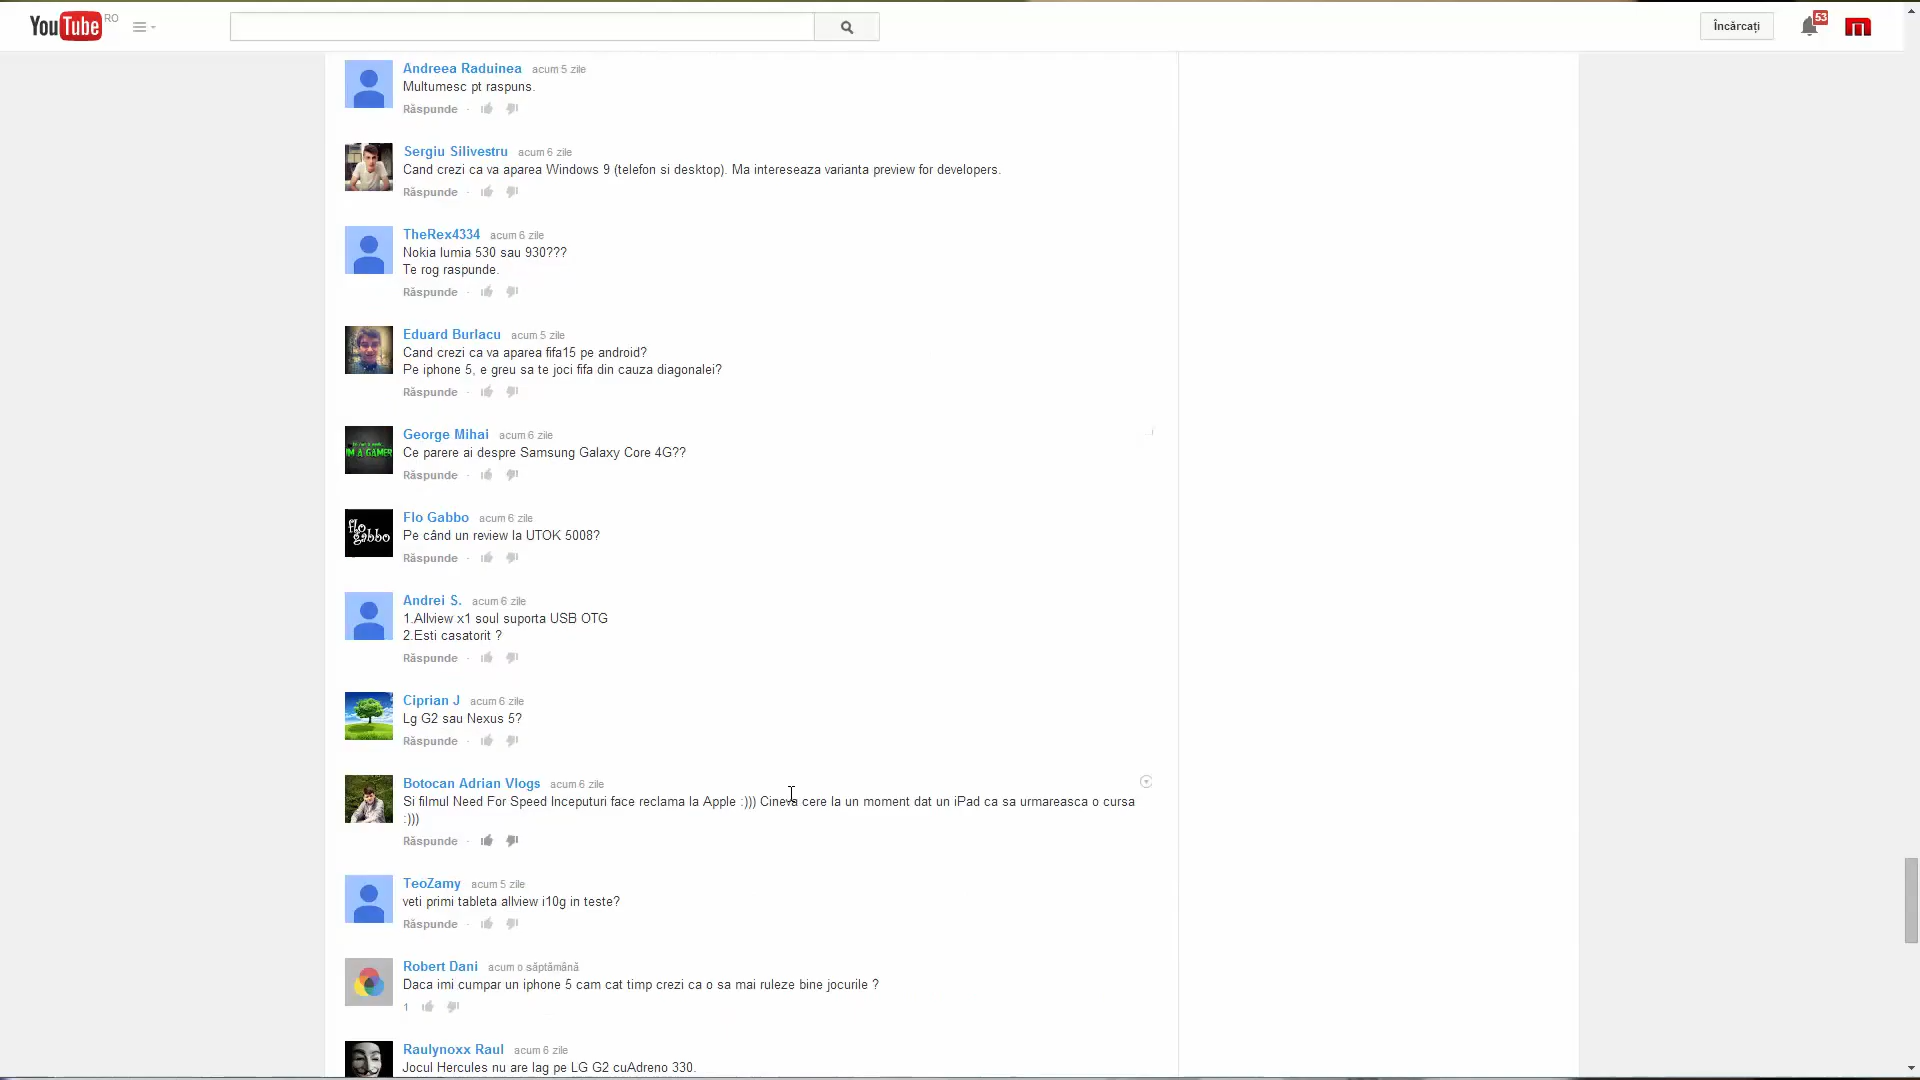 YouTube RO
Încărcați
53
Andreea Raduinea acum 5 zile
Multumesc pt raspuns.
Răspunde ·
Sergiu Silivestru acum 6 zile
Cand crezi ca va aparea Windows 9 (telefon si desktop). Ma intereseaza varianta preview for developers.
Răspunde ·
TheRex4334 acum 6 zile
Nokia lumia 530 sau 930???
Te rog raspunde.
Răspunde ·
Eduard Burlacu acum 5 zile
Cand crezi ca va aparea fifa15 pe android?
Pe iphone 5, e greu sa te joci fifa din cauza diagonalei?
Răspunde ·
George Mihai acum 6 zile
Ce parere ai despre Samsung Galaxy Core 4G??
Răspunde ·
IM A GAMER
Flo Gabbo acum 6 zile
Pe când un review la UTOK 5008?
Răspunde ·
flo
gabbo
Andrei S. acum 6 zile
1.Allview x1 soul suporta USB OTG
2.Esti casatorit ?
Răspunde ·
Ciprian J acum 6 zile
Lg G2 sau Nexus 5?
Răspunde ·
Botocan Adrian Vlogs acum 6 zile
Si filmul Need For Speed Inceputuri face reclama la Apple :))) Cineva cere la un moment dat un iPad ca sa urmareasca o cursa
:)))
Răspunde ·
TeoZamy acum 5 zile
veti primi tableta allview i10g in teste?
Răspunde ·
Robert Dani acum o săptămână
Daca imi cumpar un iphone 5 cam cat timp crezi ca o sa mai ruleze bine jocurile ?
1
Raulynoxx Raul acum 6 zile
Jocul Hercules nu are lag pe LG G2 cuAdreno 330.